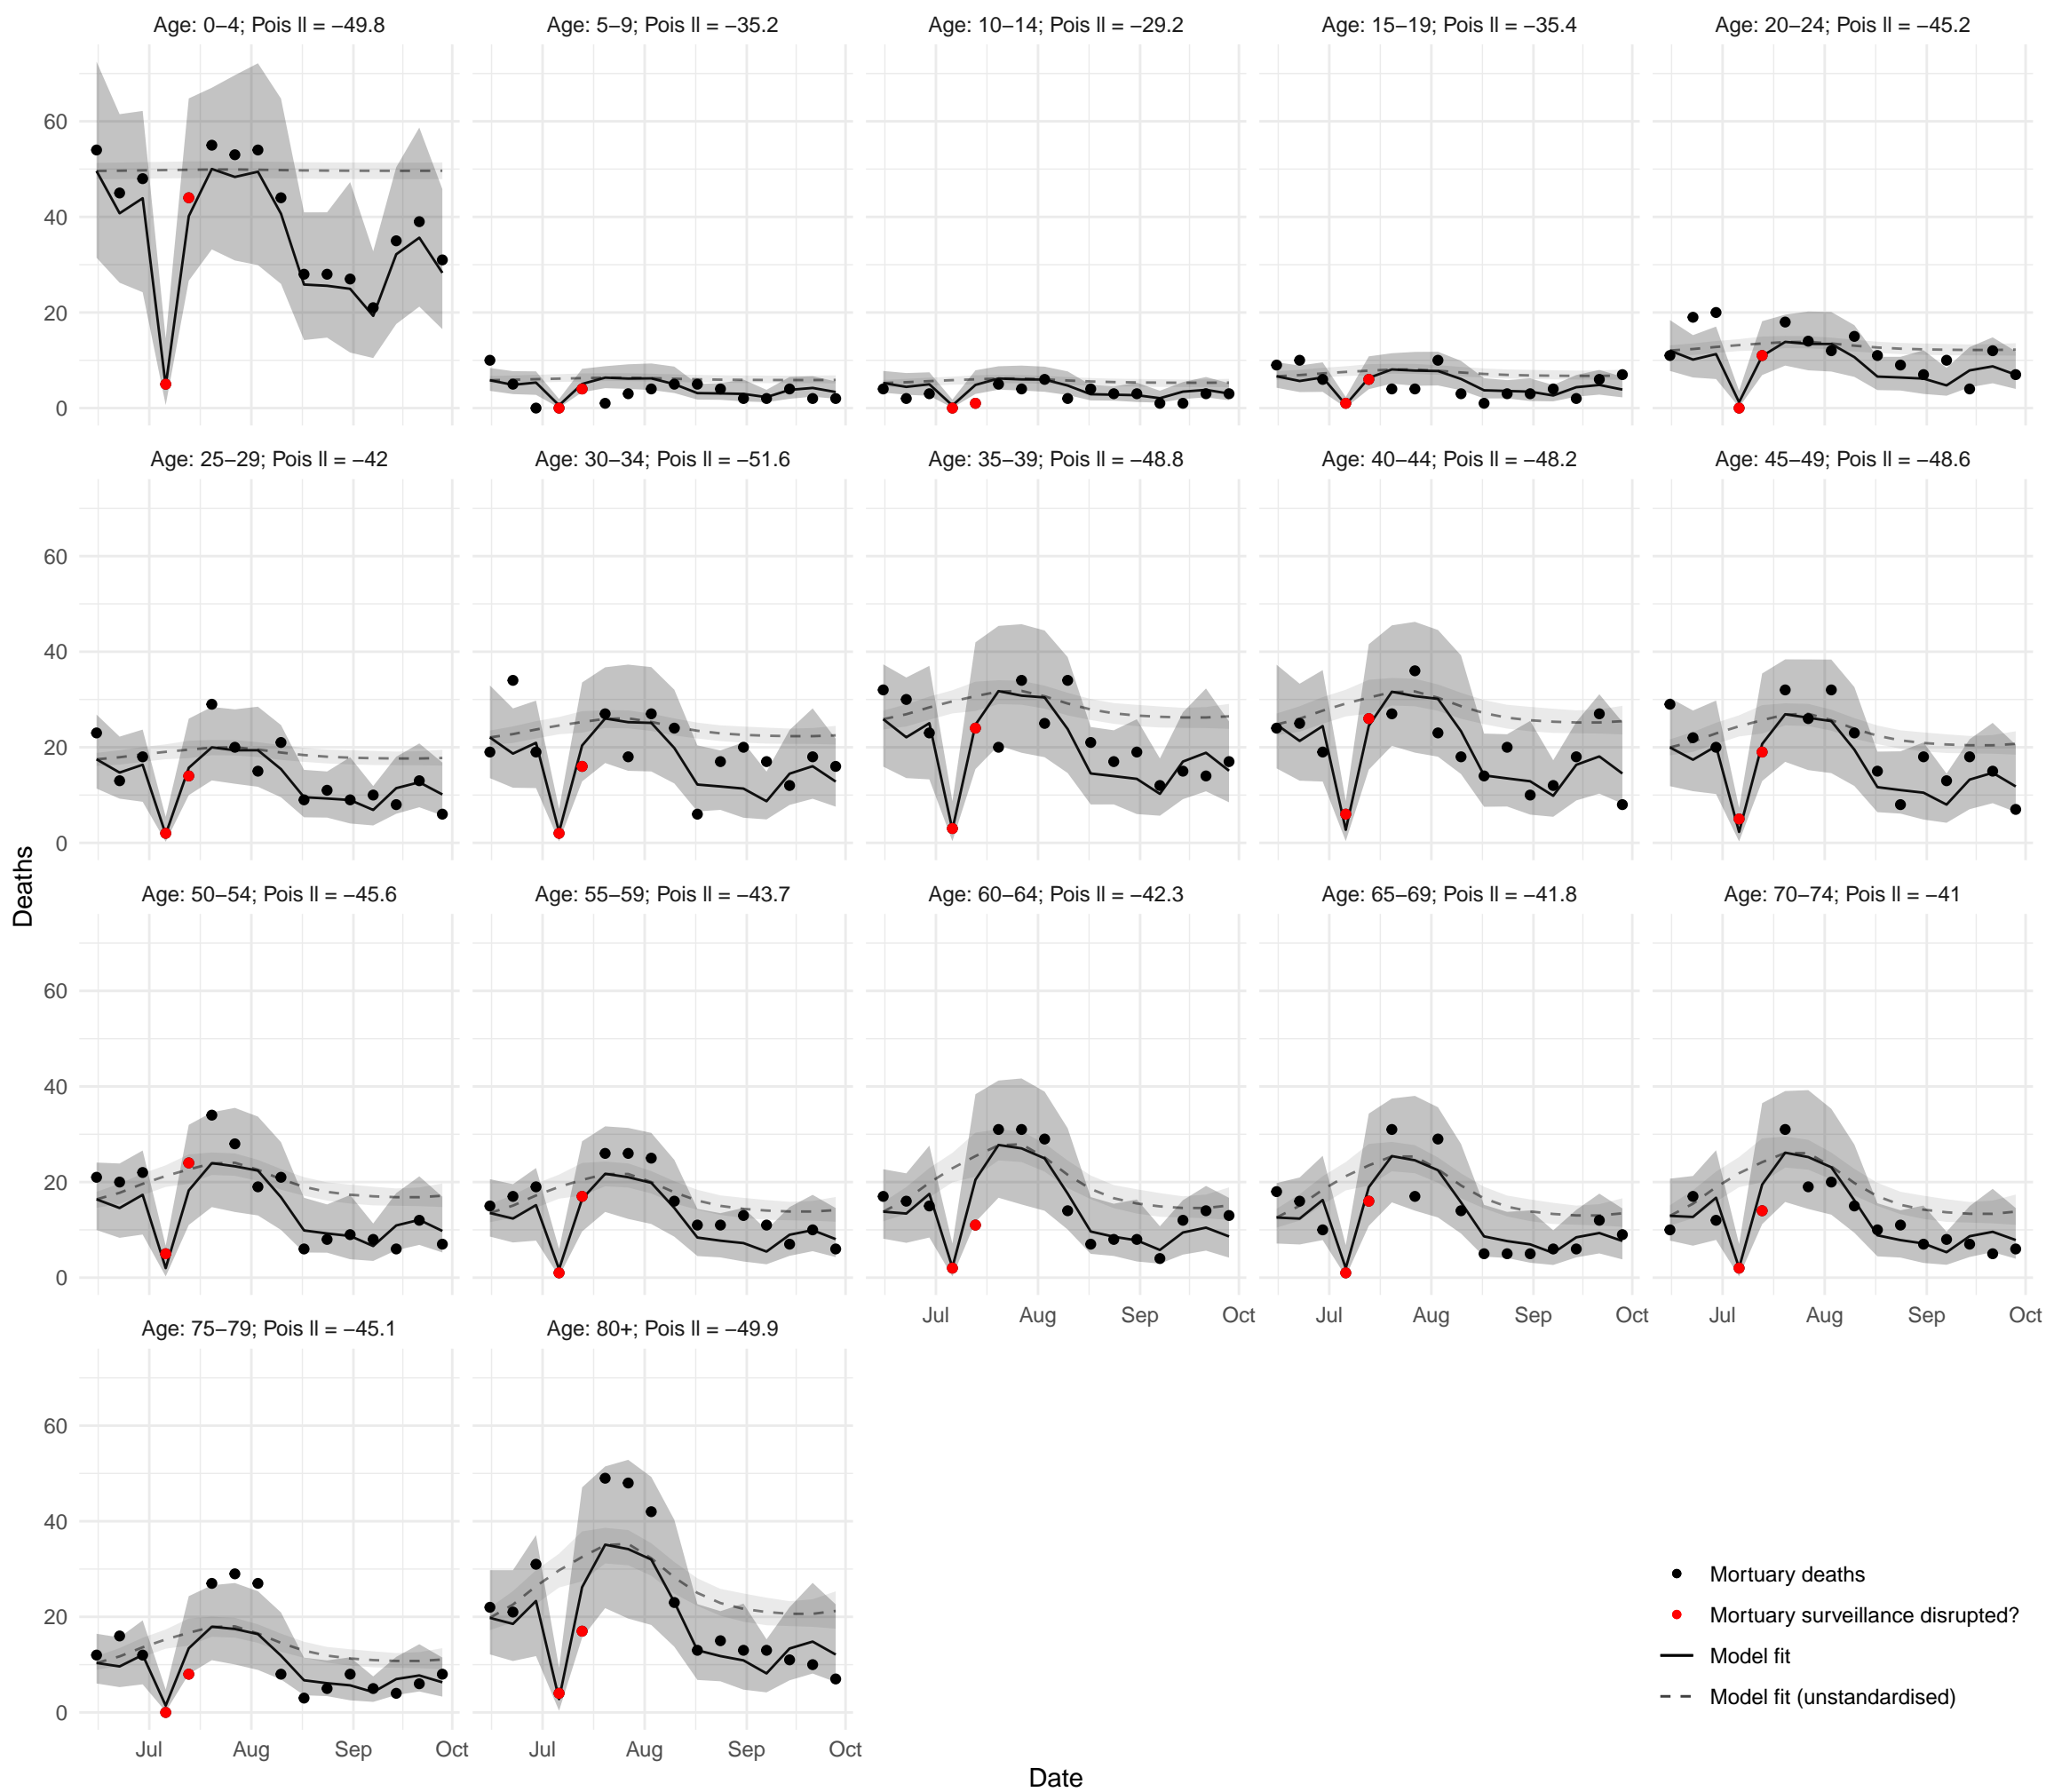 Age: 0−4; Pois ll = −49.8
Age: 5−9; Pois ll = −35.2
Age: 10−14; Pois ll = −29.2
Age: 15−19; Pois ll = −35.4
Age: 20−24; Pois ll = −45.2
60
40
20
0
Age: 25−29; Pois ll = −42
Age: 30−34; Pois ll = −51.6
Age: 35−39; Pois ll = −48.8
Age: 40−44; Pois ll = −48.2
Age: 45−49; Pois ll = −48.6
60
40
20
0
Deaths
Age: 50−54; Pois ll = −45.6
Age: 55−59; Pois ll = −43.7
Age: 60−64; Pois ll = −42.3
Age: 65−69; Pois ll = −41.8
Age: 70−74; Pois ll = −41
60
40
20
0
Jul Aug Sep Oct
Jul Aug Sep Oct
Jul Aug Sep Oct
Age: 75−79; Pois ll = −45.1
Age: 80+; Pois ll = −49.9
60
40
20
0
Jul Aug Sep Oct
Jul Aug Sep Oct
Mortuary deaths
Mortuary surveillance disrupted?
Model fit
Model fit (unstandardised)
Date